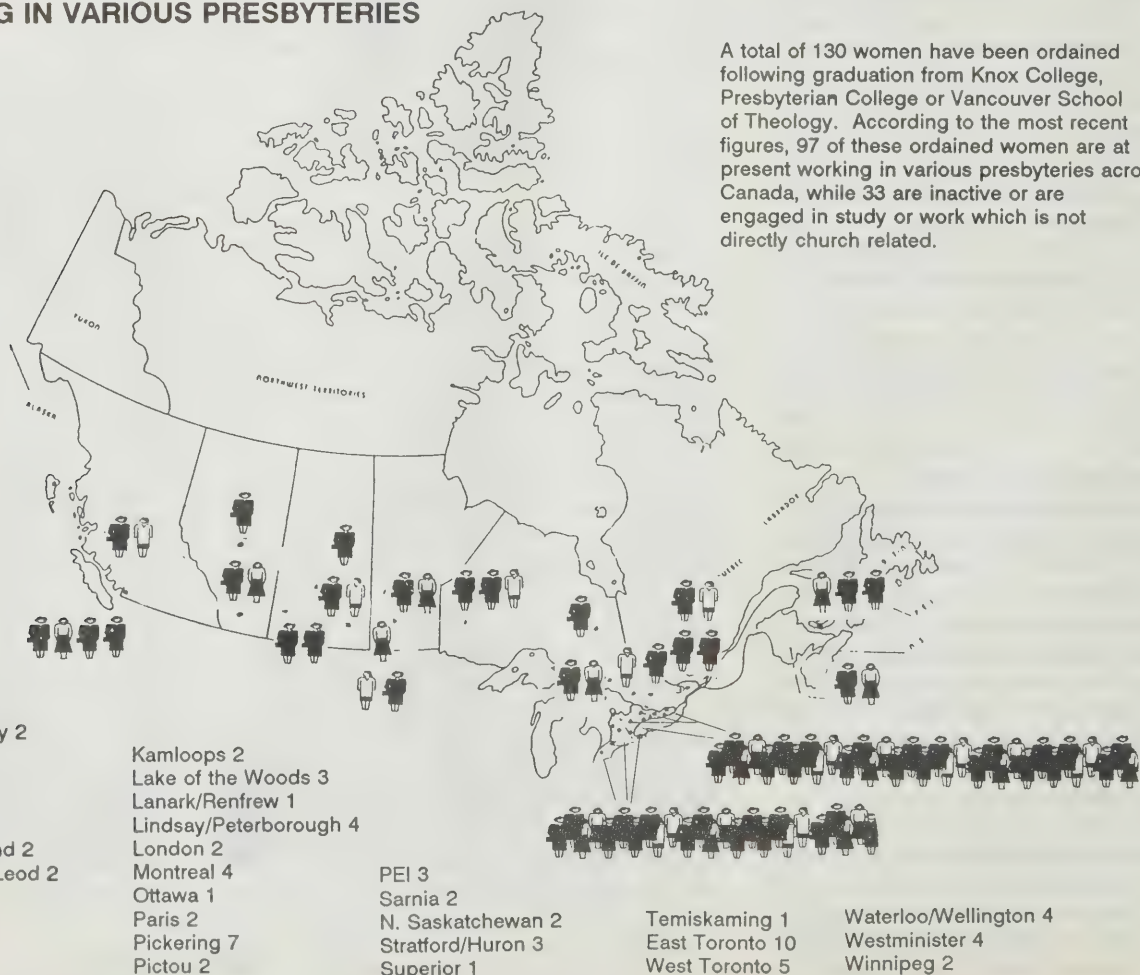 G IN VARIOUS PRESBYTERIES
A total of 130 women have been ordained
following graduation from Knox College,
Presbyterian College or Vancouver School
of Theology. According to the most recent
figures, 97 of these ordained women are at
present working in various presbyteries acro
Canada, while 33 are inactive or are
engaged in study or work which is not
directly church related.
ILE DE BAFFIN
YUKON
NORTHWEST TERRITORIES
ALASKA
LABRADOR
QUEBEC
P.E.I.
N.S.
y 2
d 2
Leod 2
Kamloops 2
Lake of the Woods 3
Lanark/Renfrew 1
Lindsay/Peterborough 4
London 2
Montreal 4
Ottawa 1
Paris 2
Pickering 7
Pictou 2
PEI 3
Sarnia 2
N. Saskatchewan 2
Stratford/Huron 3
Superior 1
Temiskaming 1
East Toronto 10
West Toronto 5
Waterloo/Wellington 4
Westminister 4
Winnipeg 2